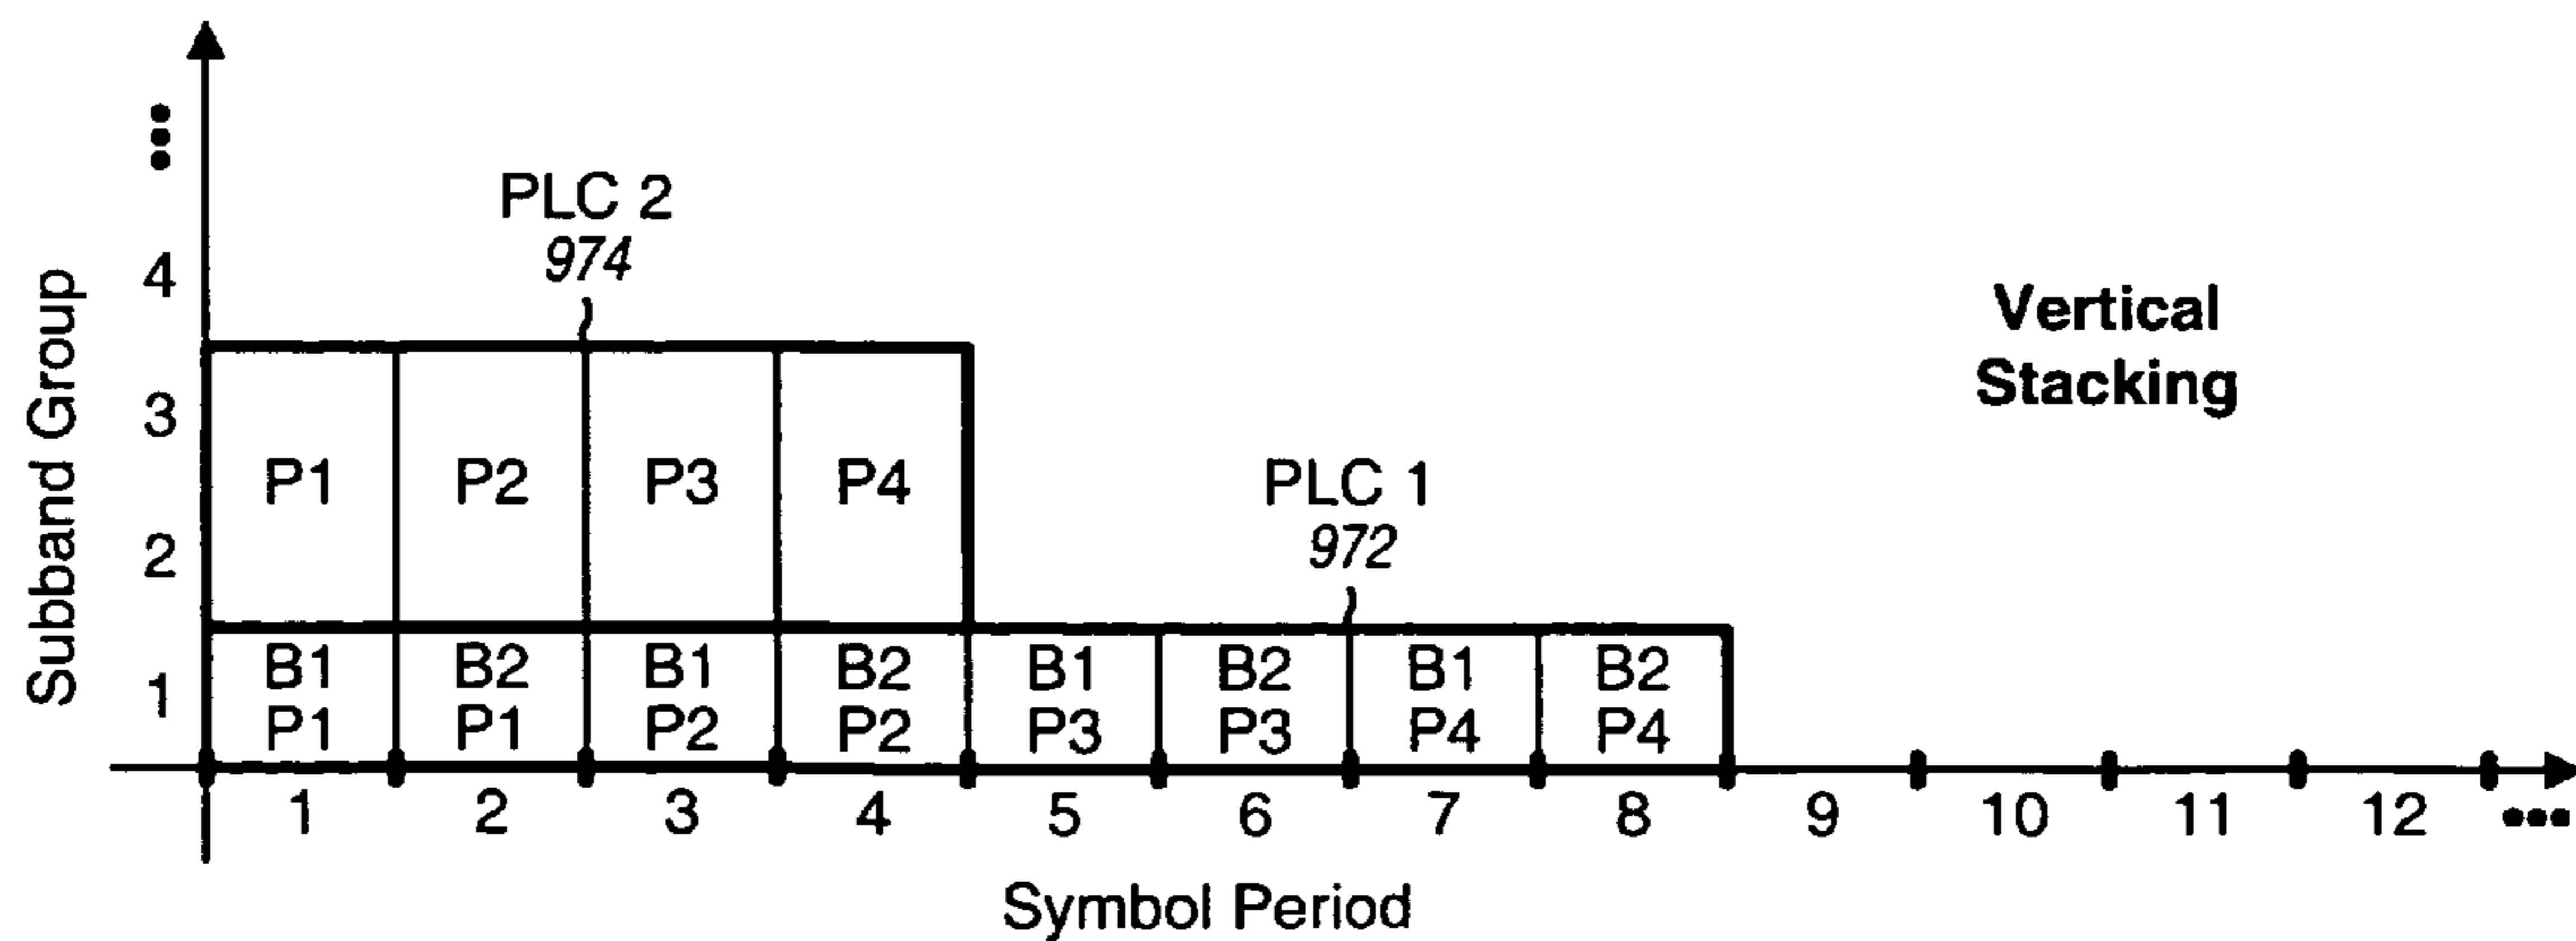 PLC 2
974
Subband Group
4
3
2
1
Vertical
Stacking
P1 P2 P3 P4
PLC 1
972
B1 B2 B1 B2 B1 B2 B1 B2
P1 P1 P2 P2 P3 P3 P4 P4
1 2 3 4 5 6 7 8 9 10 11 12
Symbol Period